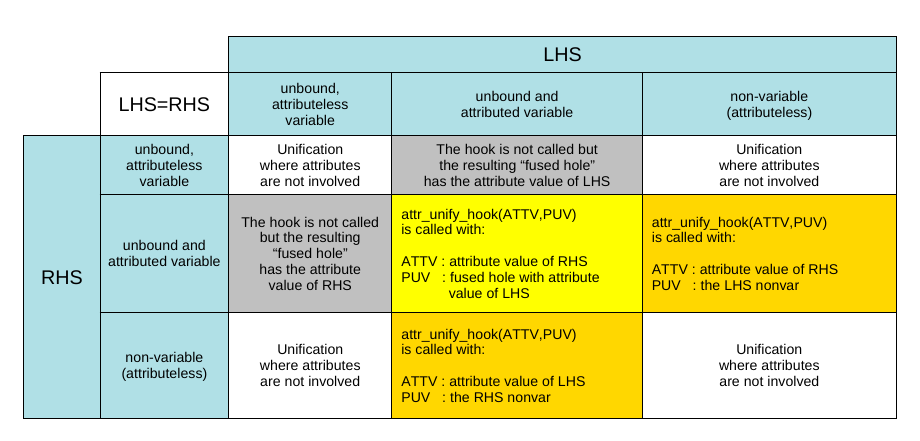 LHS
LHS=RHS
unbound,
attributeless
variable
unbound and
attributed variable
non-variable
(attributeless)
RHS
unbound,
attributeless
variable
Unification
where attributes
are not involved
The hook is not called but
the resulting “fused hole”
has the attribute value of LHS
Unification
where attributes
are not involved
unbound and
attributed variable
The hook is not called
but the resulting
“fused hole”
has the attribute
value of RHS
attr_unify_hook(ATTV,PUV)
is called with:
ATTV : attribute value of RHS
PUV : fused hole with attribute
value of LHS
attr_unify_hook(ATTV,PUV)
is called with:
ATTV : attribute value of RHS
PUV : the LHS nonvar
non-variable
(attributeless)
Unification
where attributes
are not involved
attr_unify_hook(ATTV,PUV)
is called with:
ATTV : attribute value of LHS
PUV : the RHS nonvar
Unification
where attributes
are not involved